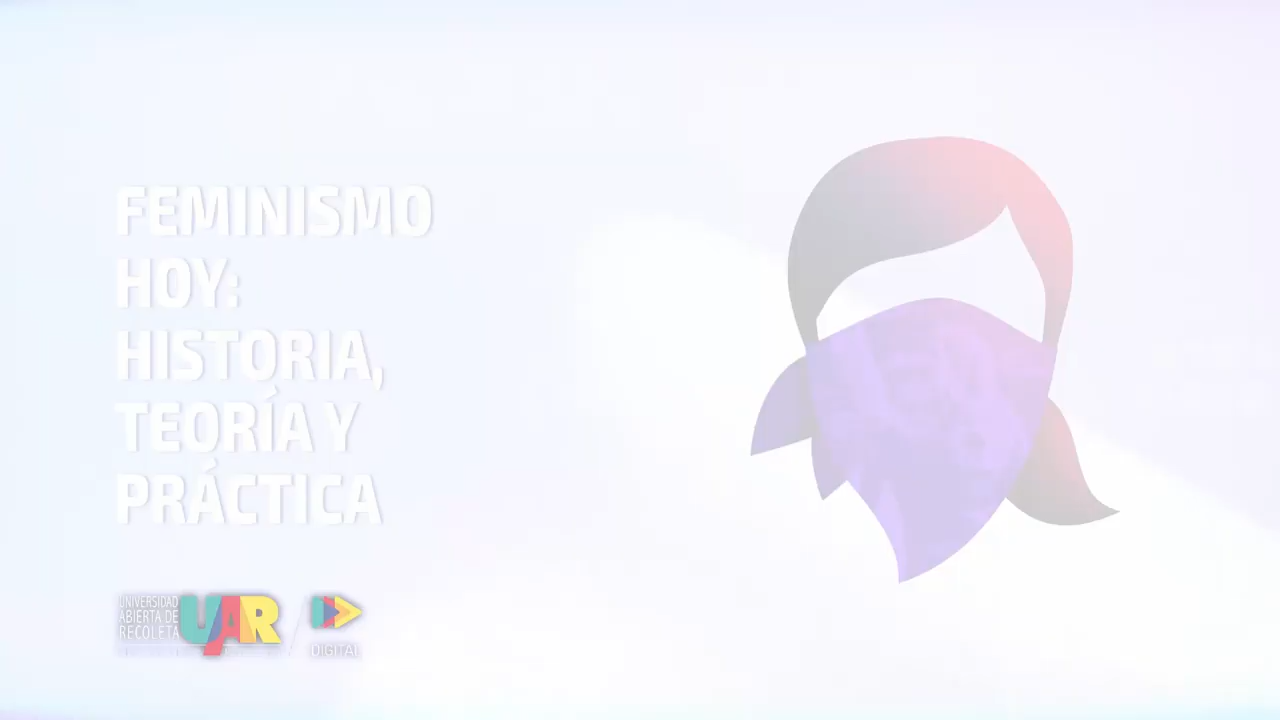 FEMINISMO
HOY:
HISTORIA,
TEORÍA Y
PRÁCTICA
UNIVERSIDAD
ABIERTA DE
RECOLETA
UAR
DIGITAL